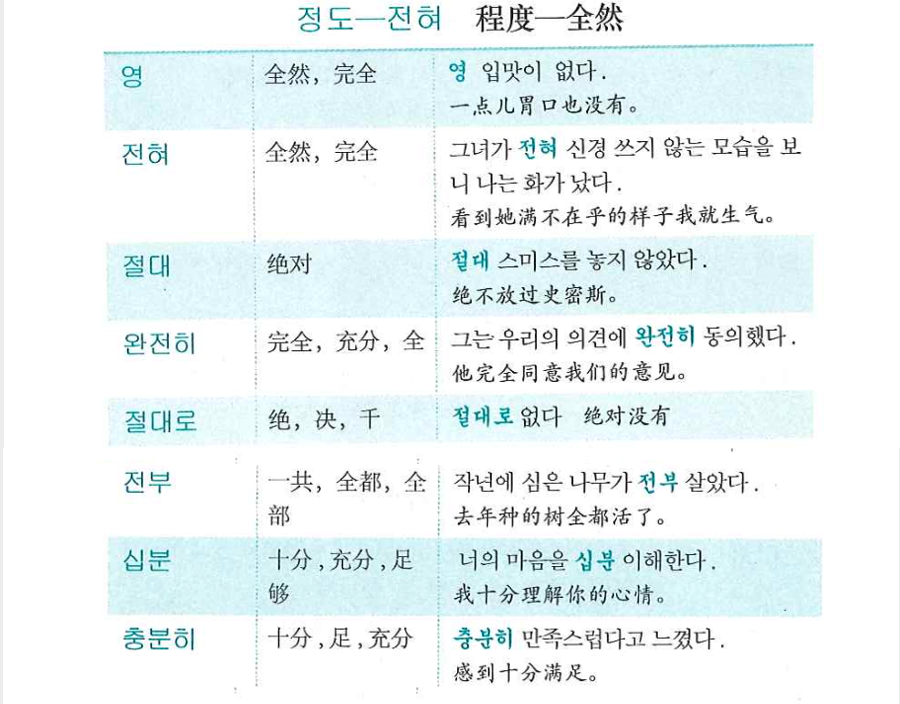 정도—전혀 程度—全然
영 全然，完全 영 입맛이 없다.
一点儿胃口也没有。
전혀 全然，完全 그녀가 전혀 신경 쓰지 않는 모습을 보
니 나는 화가 났다.
看到她满不在乎的样子我就生气。
절대 绝对 절대 스미스를 놓지 않았다.
绝不放过史密斯。
완전히 完全，充分，全 그는 우리의 의견에 완전히 동의했다.
他完全同意我们的意见。
절대로 绝，决，千 절대로 없다 绝对没有
전부 一共，全都，全 작년에 심은 나무가 전부 살았다.
部 去年种的树全都活了。
십분 十分,充分,足 너의 마음을 십분 이해한다.
够 我十分理解你的心情。
충분히 十分,足,充分 충분히 만족스럽다고 느꼈다.
感到十分满足。